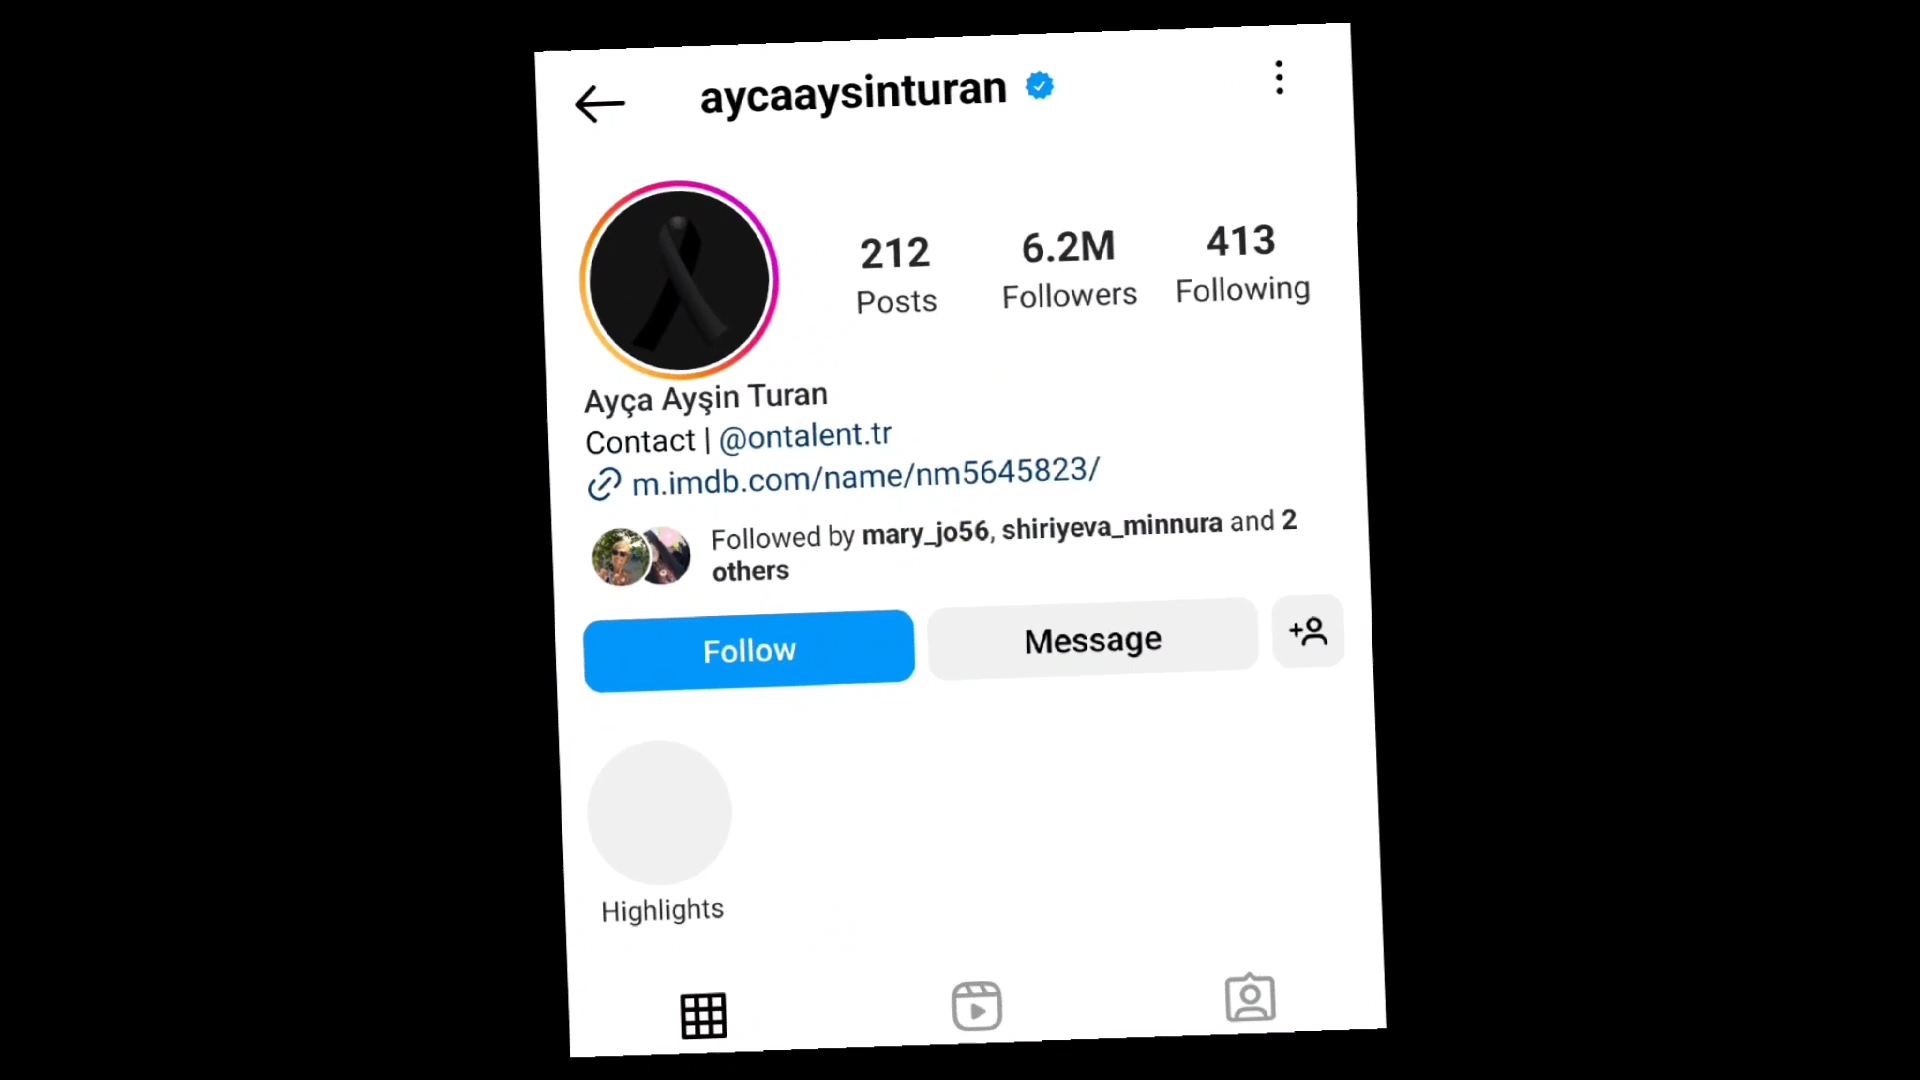 aycaaysinturan
212
Posts
6.2M
Followers
413
Following
Ayça Ayşin Turan
Contact | @ontalent.tr
m.imdb.com/name/nm5645823/
Followed by mary_jo56, shiriyeva_minnura and 2
others
Follow
Message
Highlights